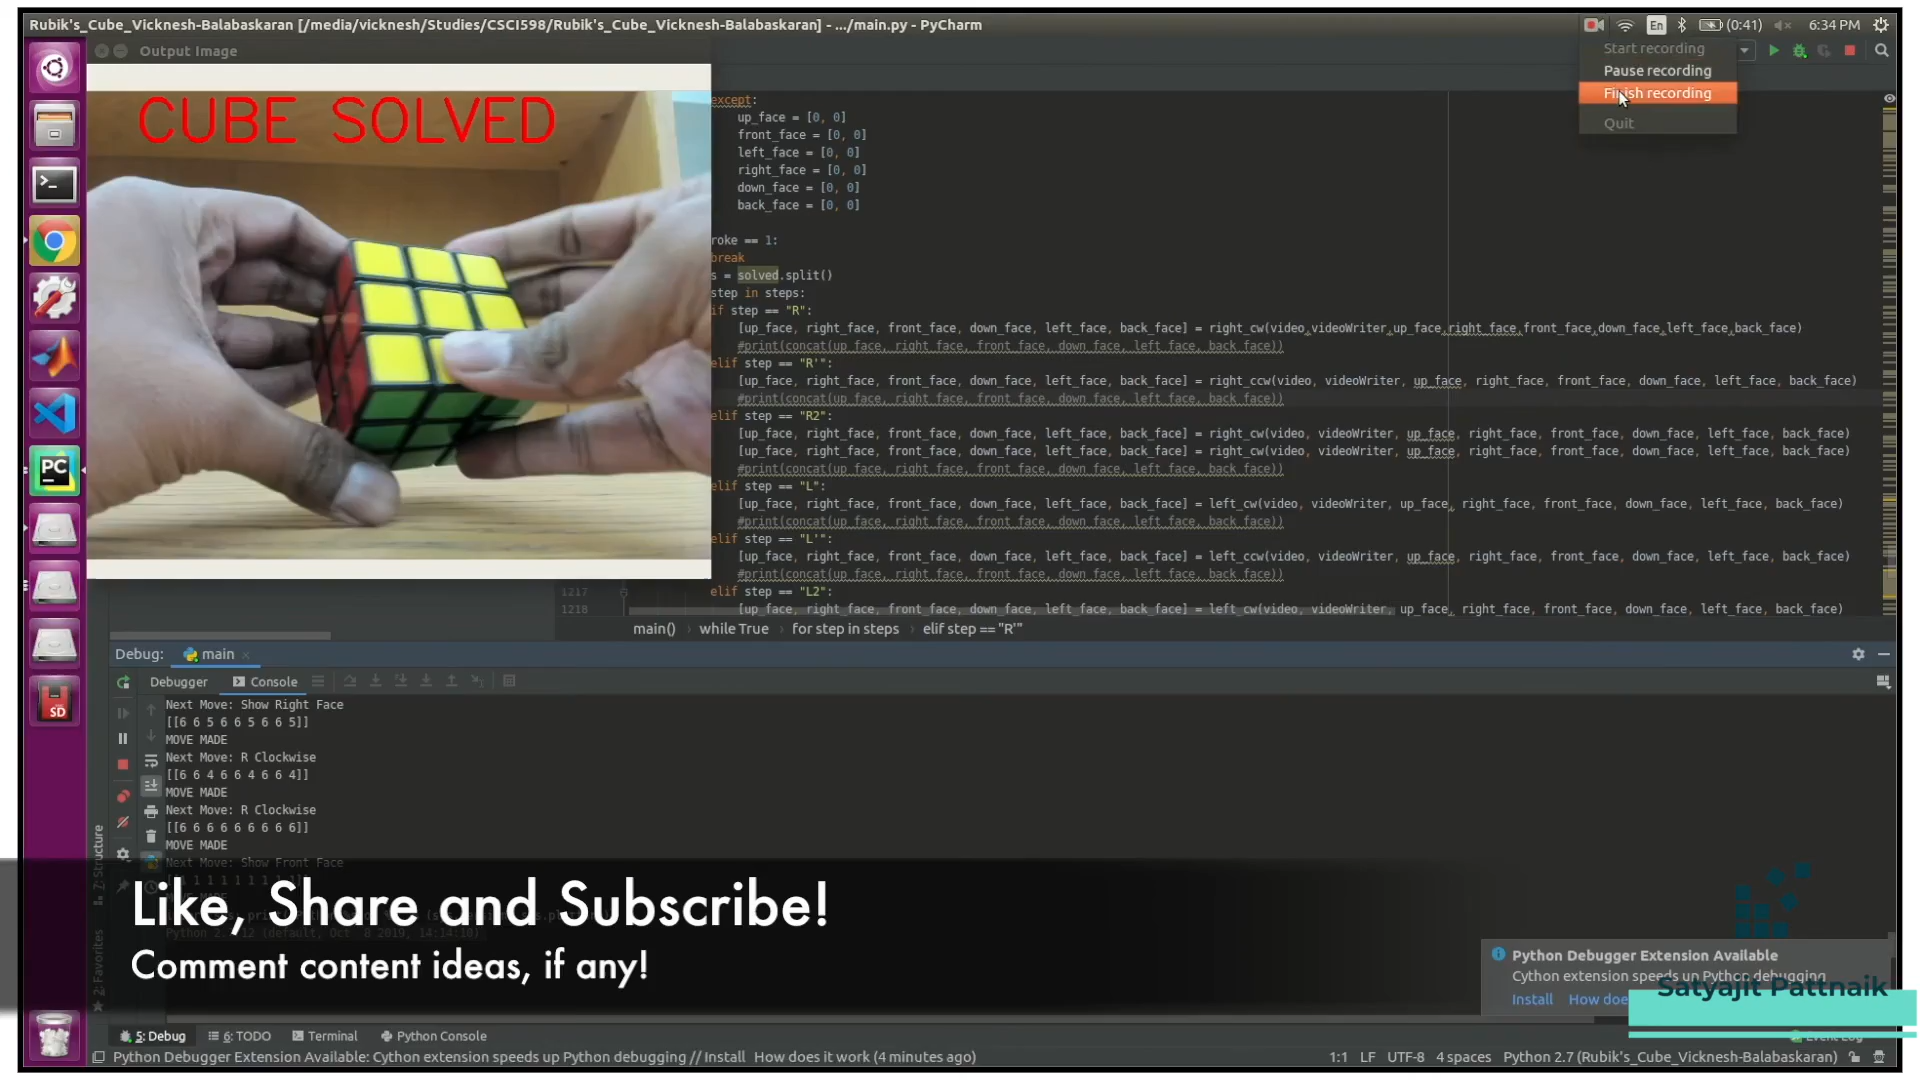 Rubik's_Cube_Vicknesh-Balabaskaran [/media/vicknesh/Studies/CSCI598/Rubik's_Cube_Vicknesh-Balabaskaran] - .../main.py - PyCharm
En
(0:41)
6:34 PM
Output Image
Start recording
Pause recording
Finish recording
Quit
CUBE SOLVED
except:
up_face = [0, 0]
front_face = [0, 0]
left_face = [0, 0]
right_face = [0, 0]
down_face = [0, 0]
back_face = [0, 0]
roke == 1:
break
s = solved.split()
step in steps:
if step == "R":
[up_face, right_face, front_face, down_face, left_face, back_face] = right_cw(video,videoWriter,up_face,right_face,front_face,down_face,left_face,back_face)
#print(concat(up_face, right_face, front_face, down_face, left_face, back_face))
elif step == "R'":
[up_face, right_face, front_face, down_face, left_face, back_face] = right_ccw(video, videoWriter, up_face, right_face, front_face, down_face, left_face, back_face)
#print(concat(up_face, right_face, front_face, down_face, left_face, back_face))
elif step == "R2":
[up_face, right_face, front_face, down_face, left_face, back_face] = right_cw(video, videoWriter, up_face, right_face, front_face, down_face, left_face, back_face)
[up_face, right_face, front_face, down_face, left_face, back_face] = right_cw(video, videoWriter, up_face, right_face, front_face, down_face, left_face, back_face)
#print(concat(up_face, right_face, front_face, down_face, left_face, back_face))
elif step == "L":
[up_face, right_face, front_face, down_face, left_face, back_face] = left_cw(video, videoWriter, up_face, right_face, front_face, down_face, left_face, back_face)
#print(concat(up_face, right_face, front_face, down_face, left_face, back_face))
elif step == "L'":
[up_face, right_face, front_face, down_face, left_face, back_face] = left_ccw(video, videoWriter, up_face, right_face, front_face, down_face, left_face, back_face)
#print(concat(up_face, right_face, front_face, down_face, left_face, back_face))
1217 elif step == "L2":
1218 [up_face, right_face, front_face, down_face, left_face, back_face] = left_cw(video, videoWriter, up_face, right_face, front_face, down_face, left_face, back_face)
main() › while True › for step in steps › elif step == "R'"
Debug: main
Debugger Console
Next Move: Show Right Face
[[6 6 5 6 6 5 6 6 5]]
MOVE MADE
Next Move: R Clockwise
[[6 6 4 6 6 4 6 6 4]]
MOVE MADE
Next Move: R Clockwise
[[6 6 6 6 6 6 6 6 6]]
MOVE MADE
Next Move: Show Front Face
Like, Share and Subscribe!
Comment content ideas, if any!
PC
SD
7: Structure
2: Favorites
Python Debugger Extension Available
Cython extension speeds up Python debugging
Install How does
Satyajit Pattnaik
5: Debug 6: TODO Terminal Python Console
Event Log
Python Debugger Extension Available: Cython extension speeds up Python debugging // Install How does it work (4 minutes ago)
1:1 LF UTF-8 4 spaces Python 2.7 (Rubik's_Cube_Vicknesh-Balabaskaran)